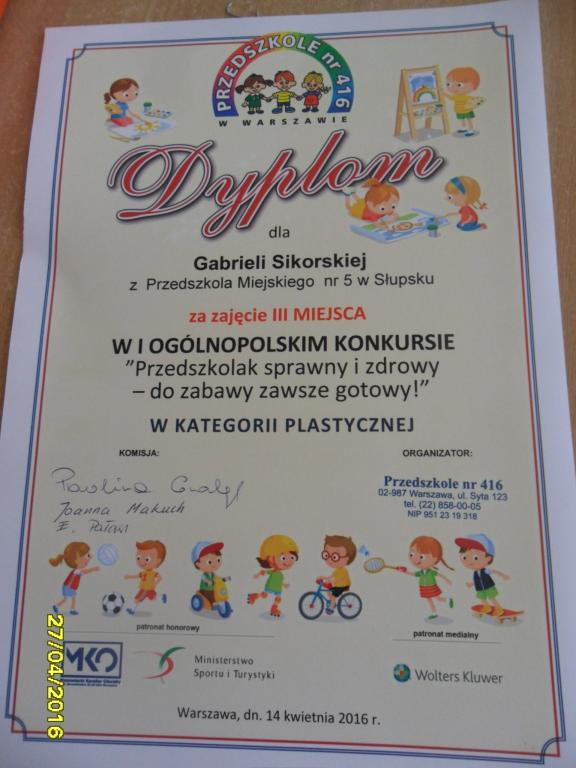 PRZEDSZKOLE nr 416
W WARSZAWIE
Dyplom
dla
Gabrieli Sikorskiej
z Przedszkola Miejskiego nr 5 w Słupsku
za zajęcie III MIEJSCA
W I OGÓLNOPOLSKIM KONKURSIE
"Przedszkolak sprawny i zdrowy
– do zabawy zawsze gotowy!"
W KATEGORII PLASTYCZNEJ
KOMISJA:
ORGANIZATOR:
Paulina
Joanna Makuch
E.
Przedszkole nr 416
02-987 Warszawa, ul. Syta 123
tel. (22) 858-00-05
NIP 951 23 19 318
patronat honorowy
patronat medialny
MKO
Ministerstwo
Sportu i Turystyki
Wolters Kluwer
Warszawa, dn. 14 kwietnia 2016 r.
27/04/2016